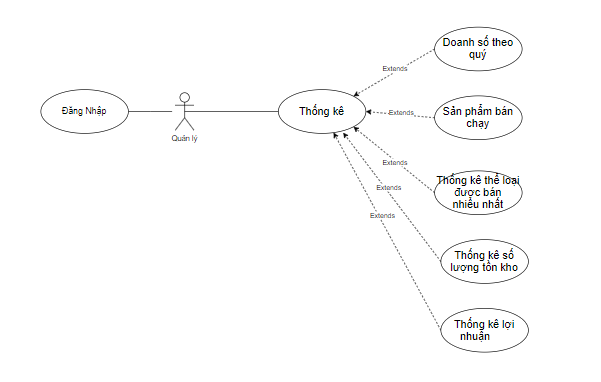 Doanh số theo
quý
Extends
Đăng Nhập
Quản lý
Thống kê
Extends
Sản phẩm bán
chạy
Extends
Thống kê thể loại
được bán
nhiều nhất
Extends
Extends
Thống kê số
lượng tồn kho
Thống kê lợi
nhuận